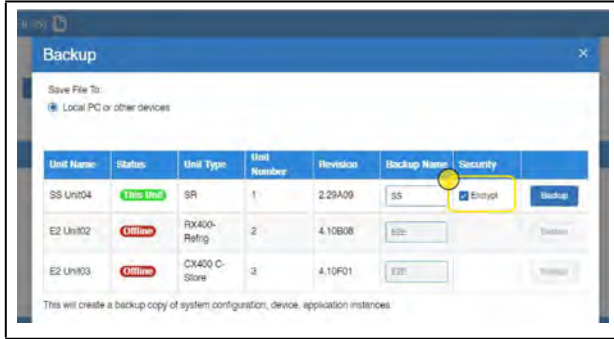 Backup ×
Save File To:
Local PC or other devices
Unit Name Status Unit Type Unit Number Revision Backup Name Security
SS Unit04 This Unit SR 1 2.29A09 SS Encrypt Backup
E2 Unit02 Offline RX400-Refrig 2 4.10B08 E2E
E2 Unit03 Offline CX400 C-Store 3 4.10F01 E2E
This will create a backup copy of system configuration, device, application instances.